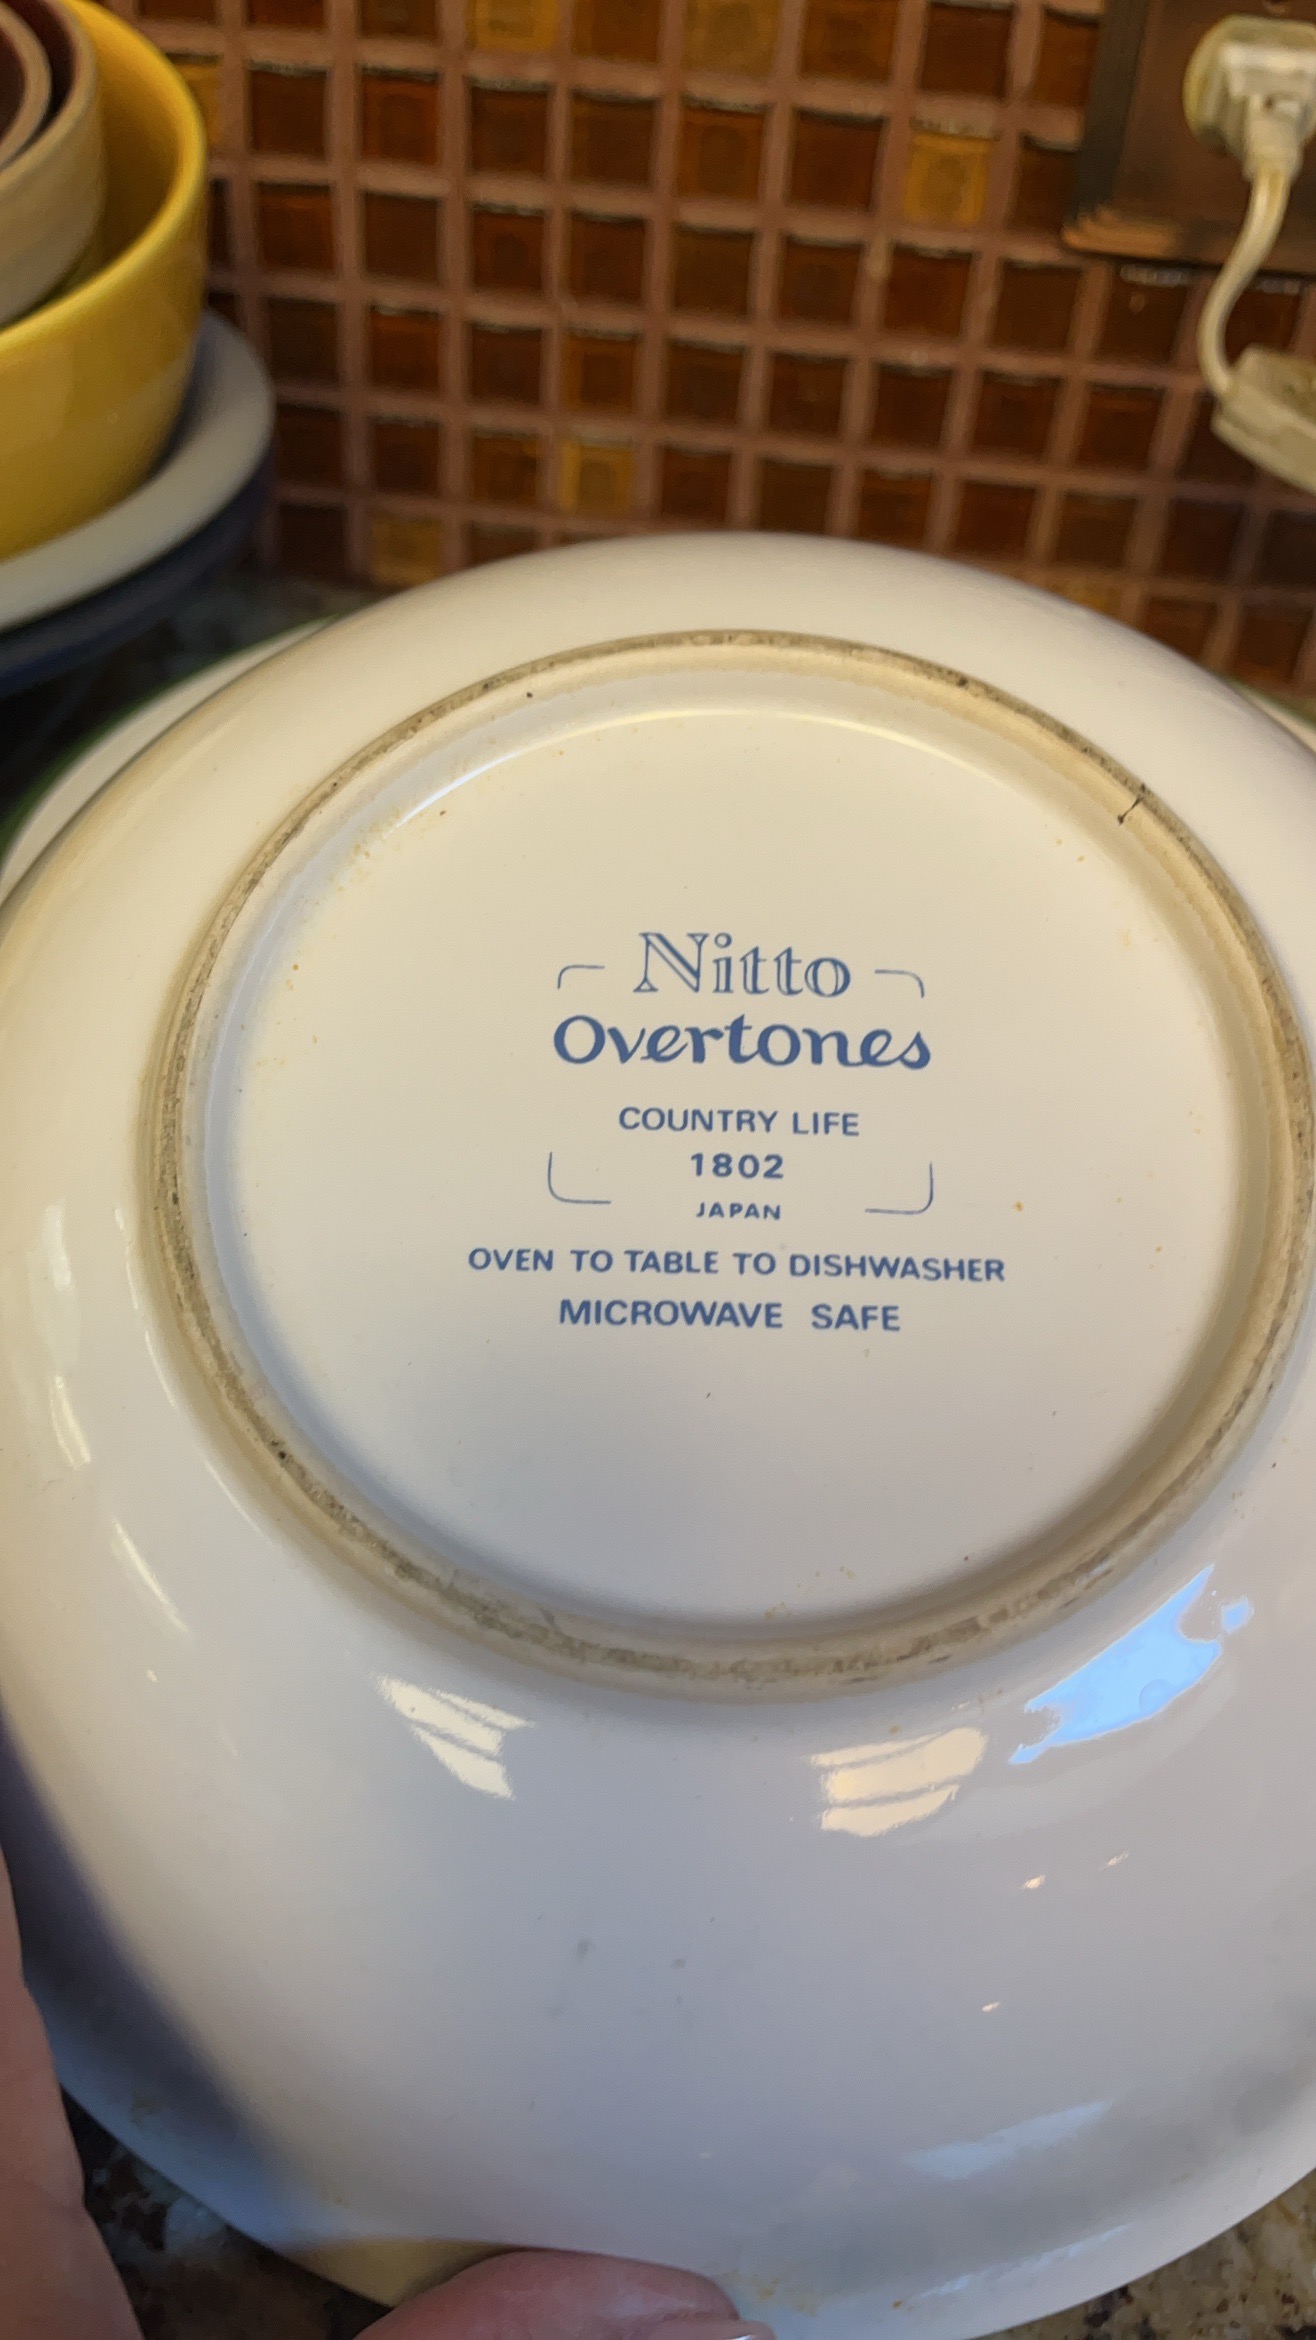 Nitto
Overtones
COUNTRY LIFE
1802
JAPAN
OVEN TO TABLE TO DISHWASHER
MICROWAVE SAFE